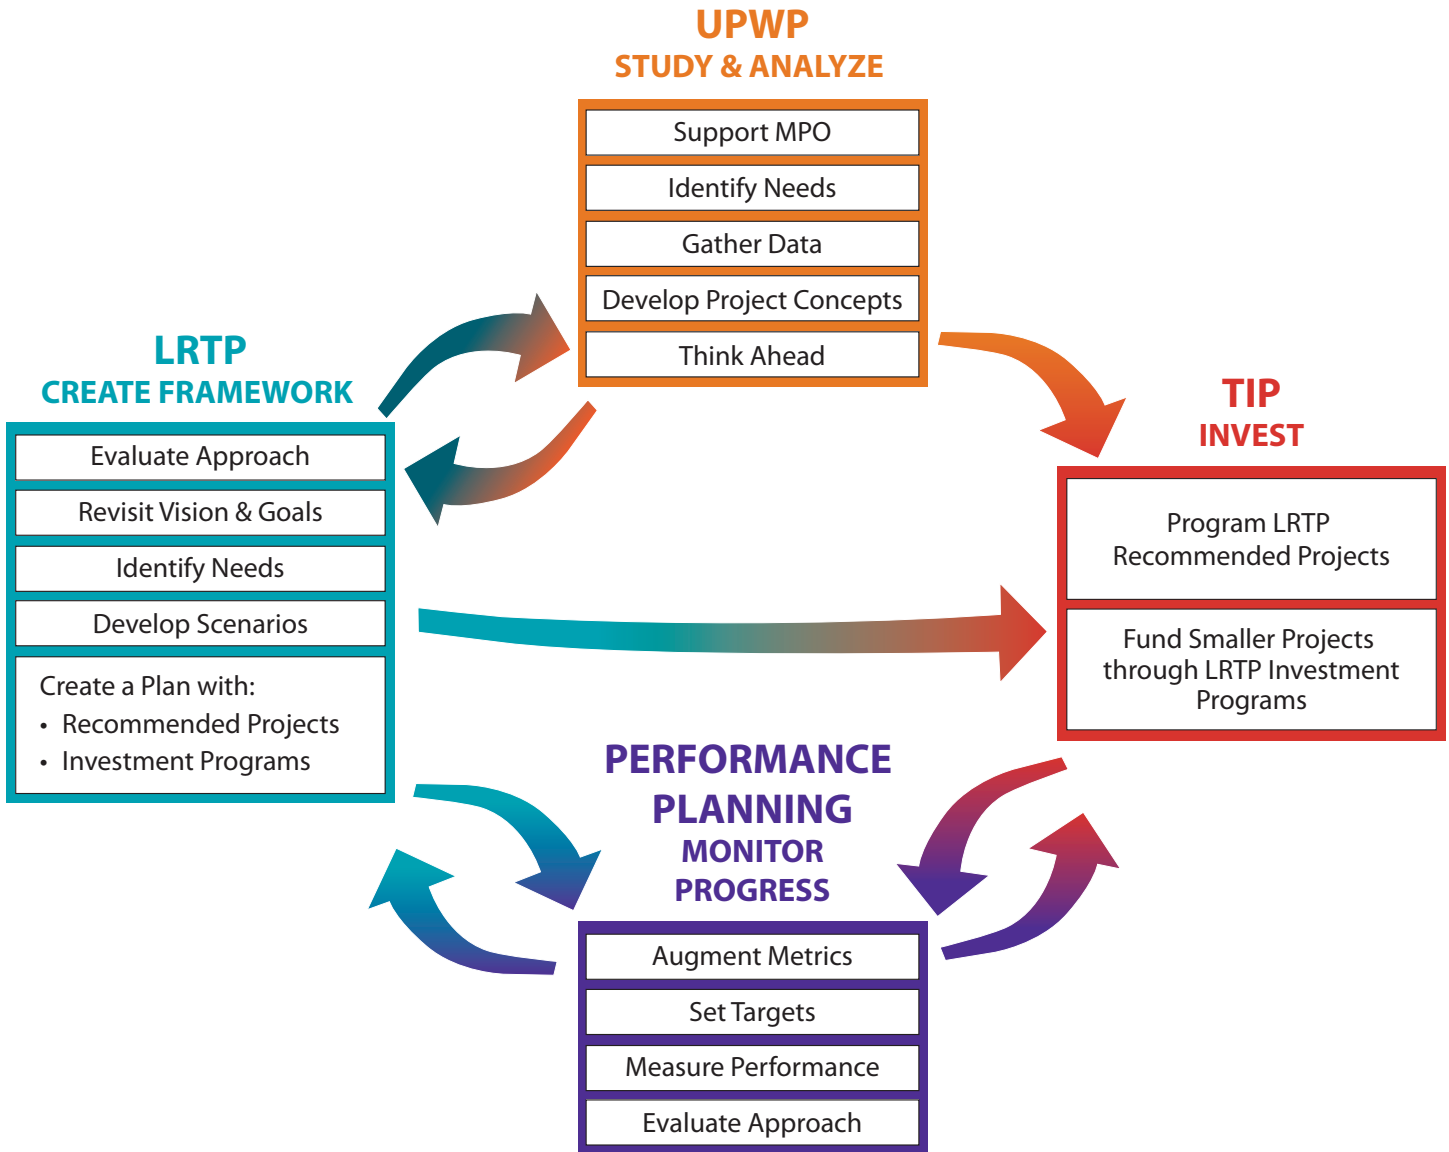 UPWP
STUDY & ANALYZE
Support MPO
Identify Needs
Gather Data
Develop Project Concepts
Think Ahead
LRTP
CREATE FRAMEWORK
Evaluate Approach
Revisit Vision & Goals
Identify Needs
Develop Scenarios
Create a Plan with:
• Recommended Projects
• Investment Programs
TIP
INVEST
Program LRTP
Recommended Projects
Fund Smaller Projects
through LRTP Investment
Programs
PERFORMANCE
PLANNING
MONITOR
PROGRESS
Augment Metrics
Set Targets
Measure Performance
Evaluate Approach